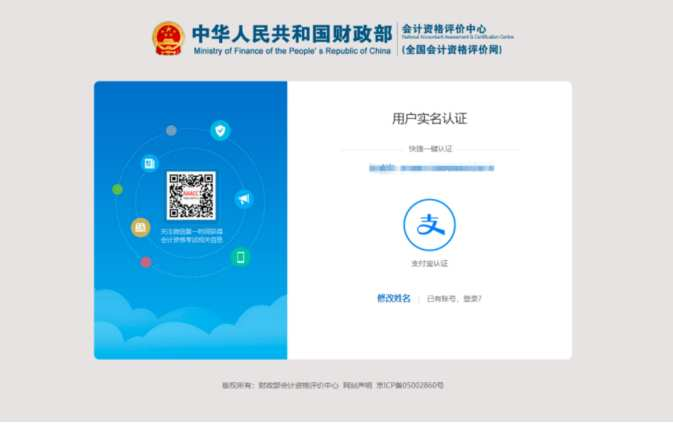 中华人民共和国财政部
Ministry of Finance of the People' s Republic of China
会计资格评价中心
National Accountant Assessment & Certification Centre
(全国会计资格评价网)
用户实名认证
快捷一键认证
支
支付宝认证
关注微信第一时间获得
会计资格考试相关信息
修改姓名 | 已有账号，登录?
版权所有：财政部会计资格评价中心 网站声明 京ICP备05002860号